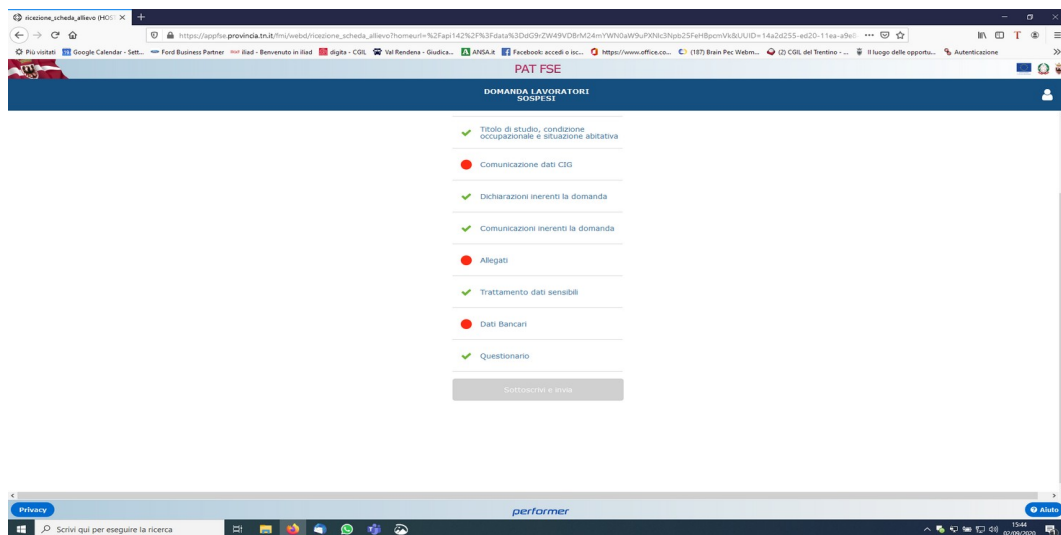 ricezione_scheda_allievo (HOS
https://appfse.provincia.tn.it/fmi/webd/ricezione_scheda_allievo?homeurl=%2Fapi142%2F%3Fdata%3DdG9rZW49VDBrM24mYWN0aW9uPXNlc3Npb25FeHBpcmVk&UUID=14a2d255-ed20-11ea-a9e
Più visitati Google Calendar - Sett... Ford Business Partner iliad - Benvenuto in iliad digita - CGIL Val Rendena - Giudica... ANSA.it Facebook: accedi o isc... https://www.office.co... (187) Brain Pec Webm... (2) CGIL del Trentino - ... Il luogo delle opportu... Autenticazione
PAT FSE
DOMANDA LAVORATORI
SOSPESI
Titolo di studio, condizione
occupazionale e situazione abitativa
Comunicazione dati CIG
Dichiarazioni inerenti la domanda
Comunicazioni inerenti la domanda
Allegati
Trattamento dati sensibili
Dati Bancari
Questionario
Sottoscrivi e invia
Privacy
performer
Aiuto
Scrivi qui per eseguire la ricerca
15:44
02/09/2020